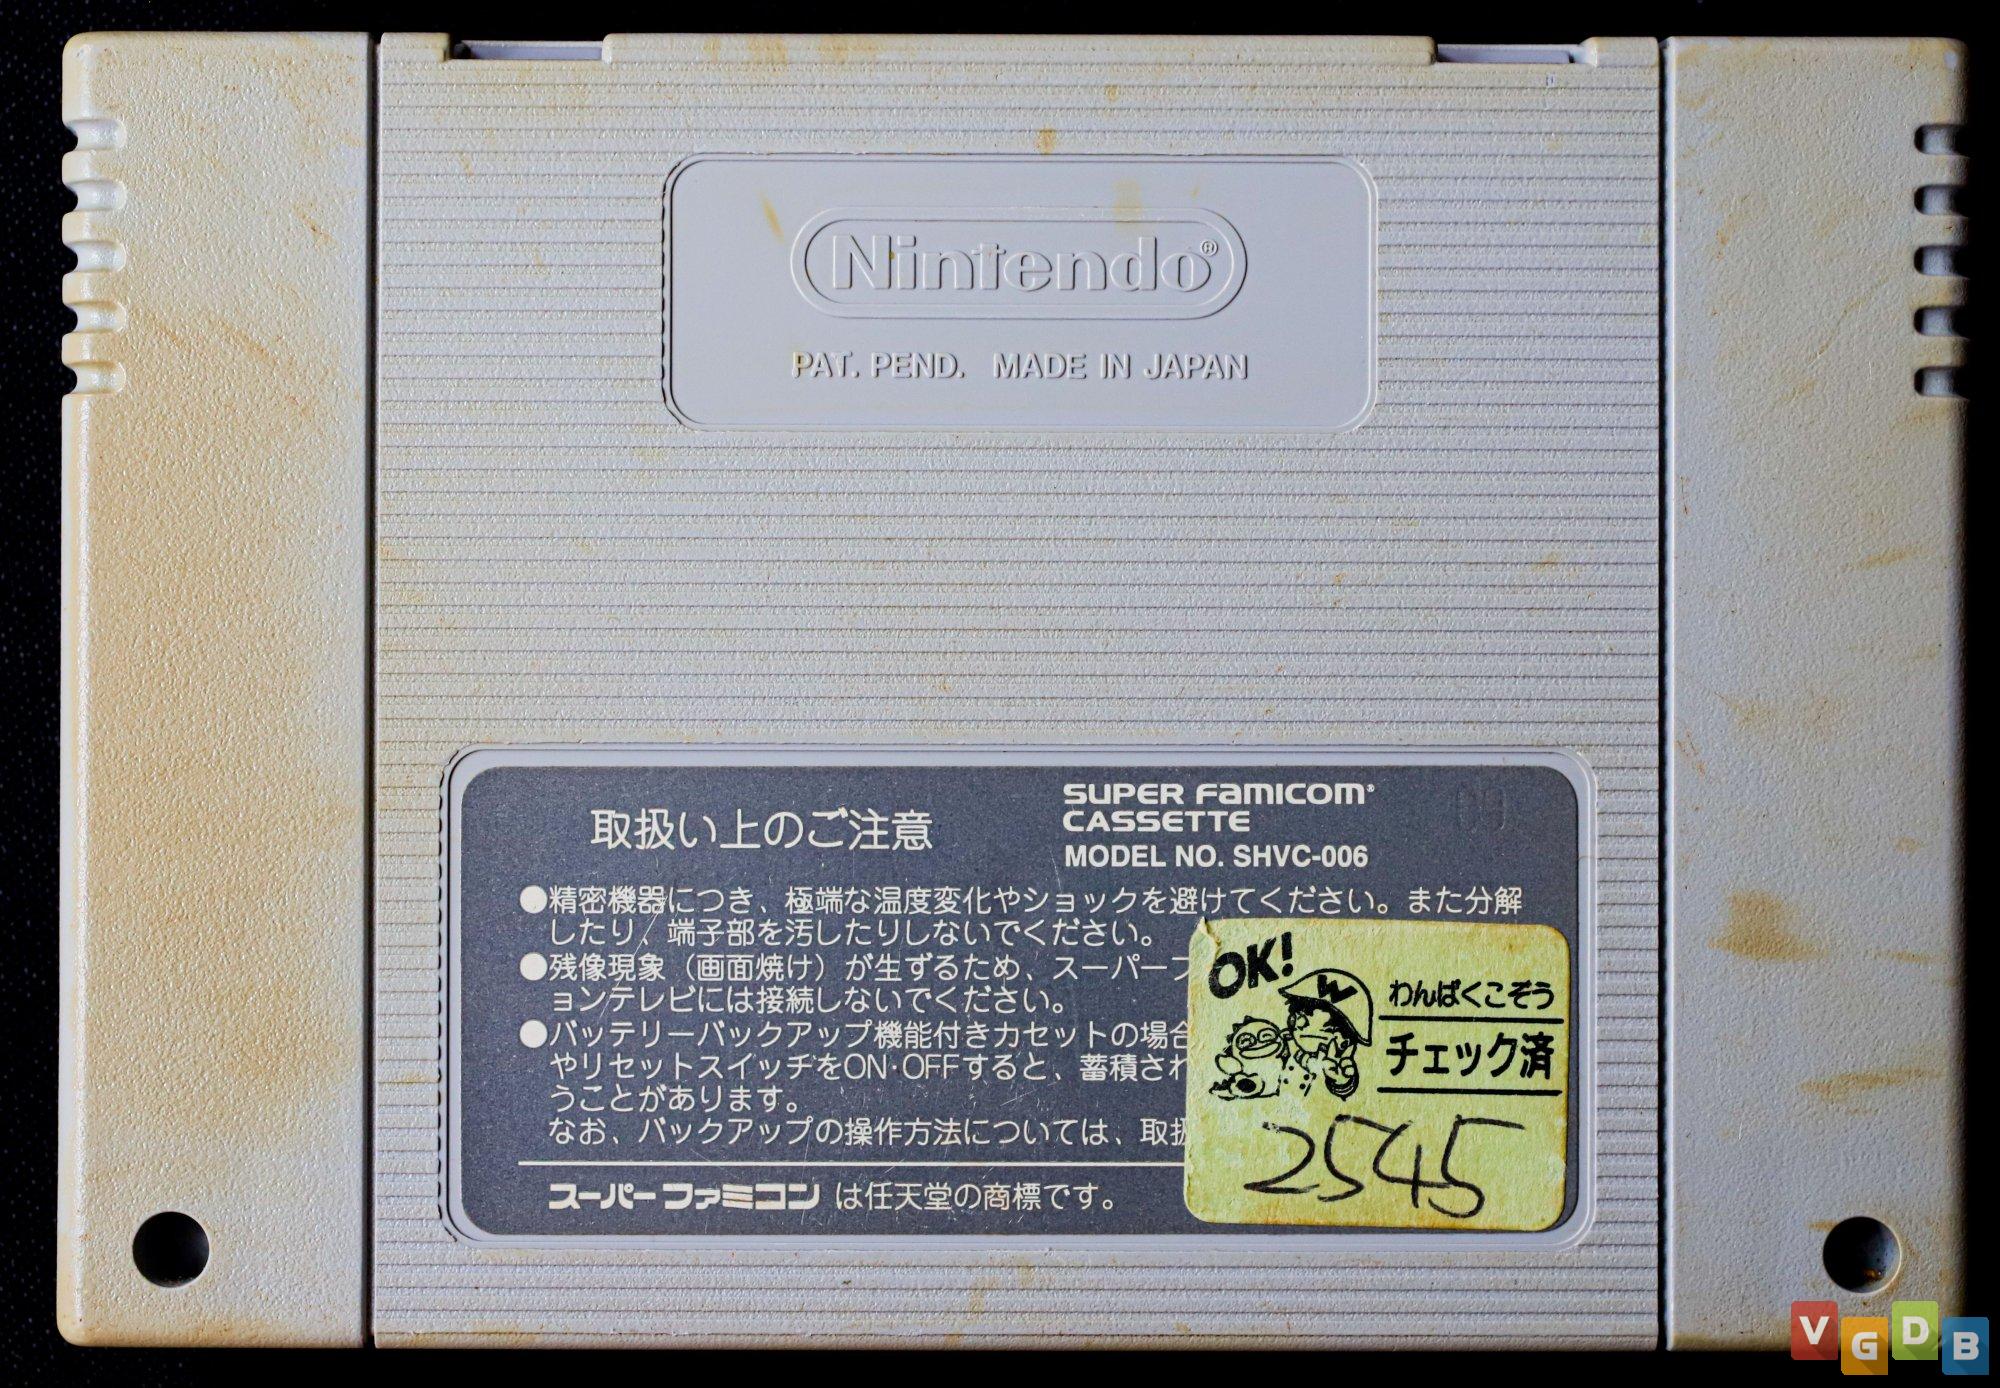 Nintendo®
PAT. PEND. MADE IN JAPAN
取扱い上のご注意
SUPER FAMICOM®
CASSETTE
MODEL NO. SHVC-006
09
●精密機器につき、極端な温度変化やショックを避けてください。また分解
したり、端子部を汚したりしないでください。
●残像現象（画面焼け）が生ずるため、スーパーフ
ョンテレビには接続しないでください。
●バッテリーバックアップ機能付きカセットの場合
やリセットスイッチをON·OFFすると、蓄積され
うことがあります。
なお、バックアップの操作方法については、取扱
スーパーファミコン は任天堂の商標です。
OK!
W
わんぱくこぞう
チェック済
2545
VGDB